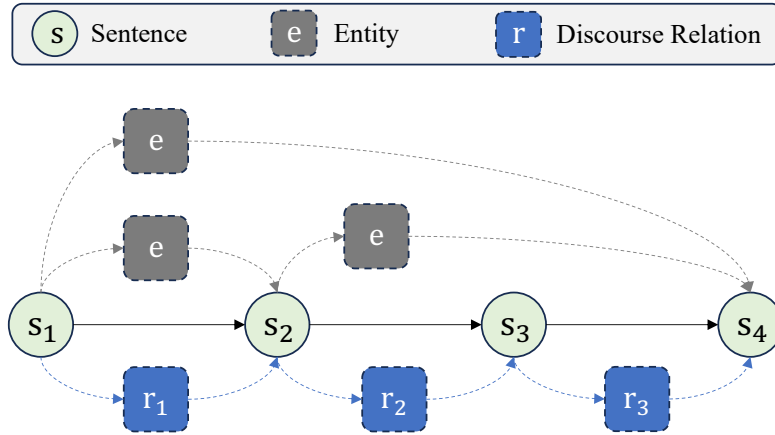 s Sentence e Entity r Discourse Relation
e
e e
s₁ s₂ s₃ s₄
r₁ r₂ r₃